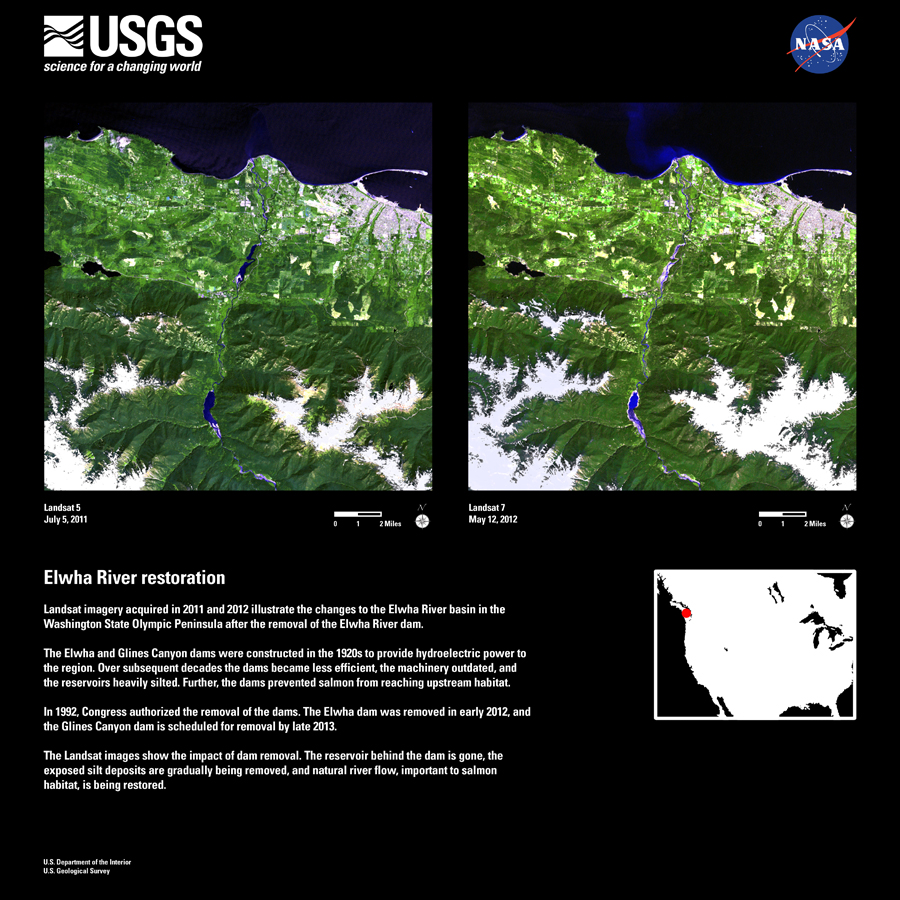 USGS
science for a changing world
NASA
Landsat 5
July 5, 2011
0 1 2 Miles
N
Landsat 7
May 12, 2012
0 1 2 Miles
N
Elwha River restoration
Landsat imagery acquired in 2011 and 2012 illustrate the changes to the Elwha River basin in the
Washington State Olympic Peninsula after the removal of the Elwha River dam.
The Elwha and Glines Canyon dams were constructed in the 1920s to provide hydroelectric power to
the region. Over subsequent decades the dams became less efficient, the machinery outdated, and
the reservoirs heavily silted. Further, the dams prevented salmon from reaching upstream habitat.
In 1992, Congress authorized the removal of the dams. The Elwha dam was removed in early 2012, and
the Glines Canyon dam is scheduled for removal by late 2013.
The Landsat images show the impact of dam removal. The reservoir behind the dam is gone, the
exposed silt deposits are gradually being removed, and natural river flow, important to salmon
habitat, is being restored.
U.S. Department of the Interior
U.S. Geological Survey